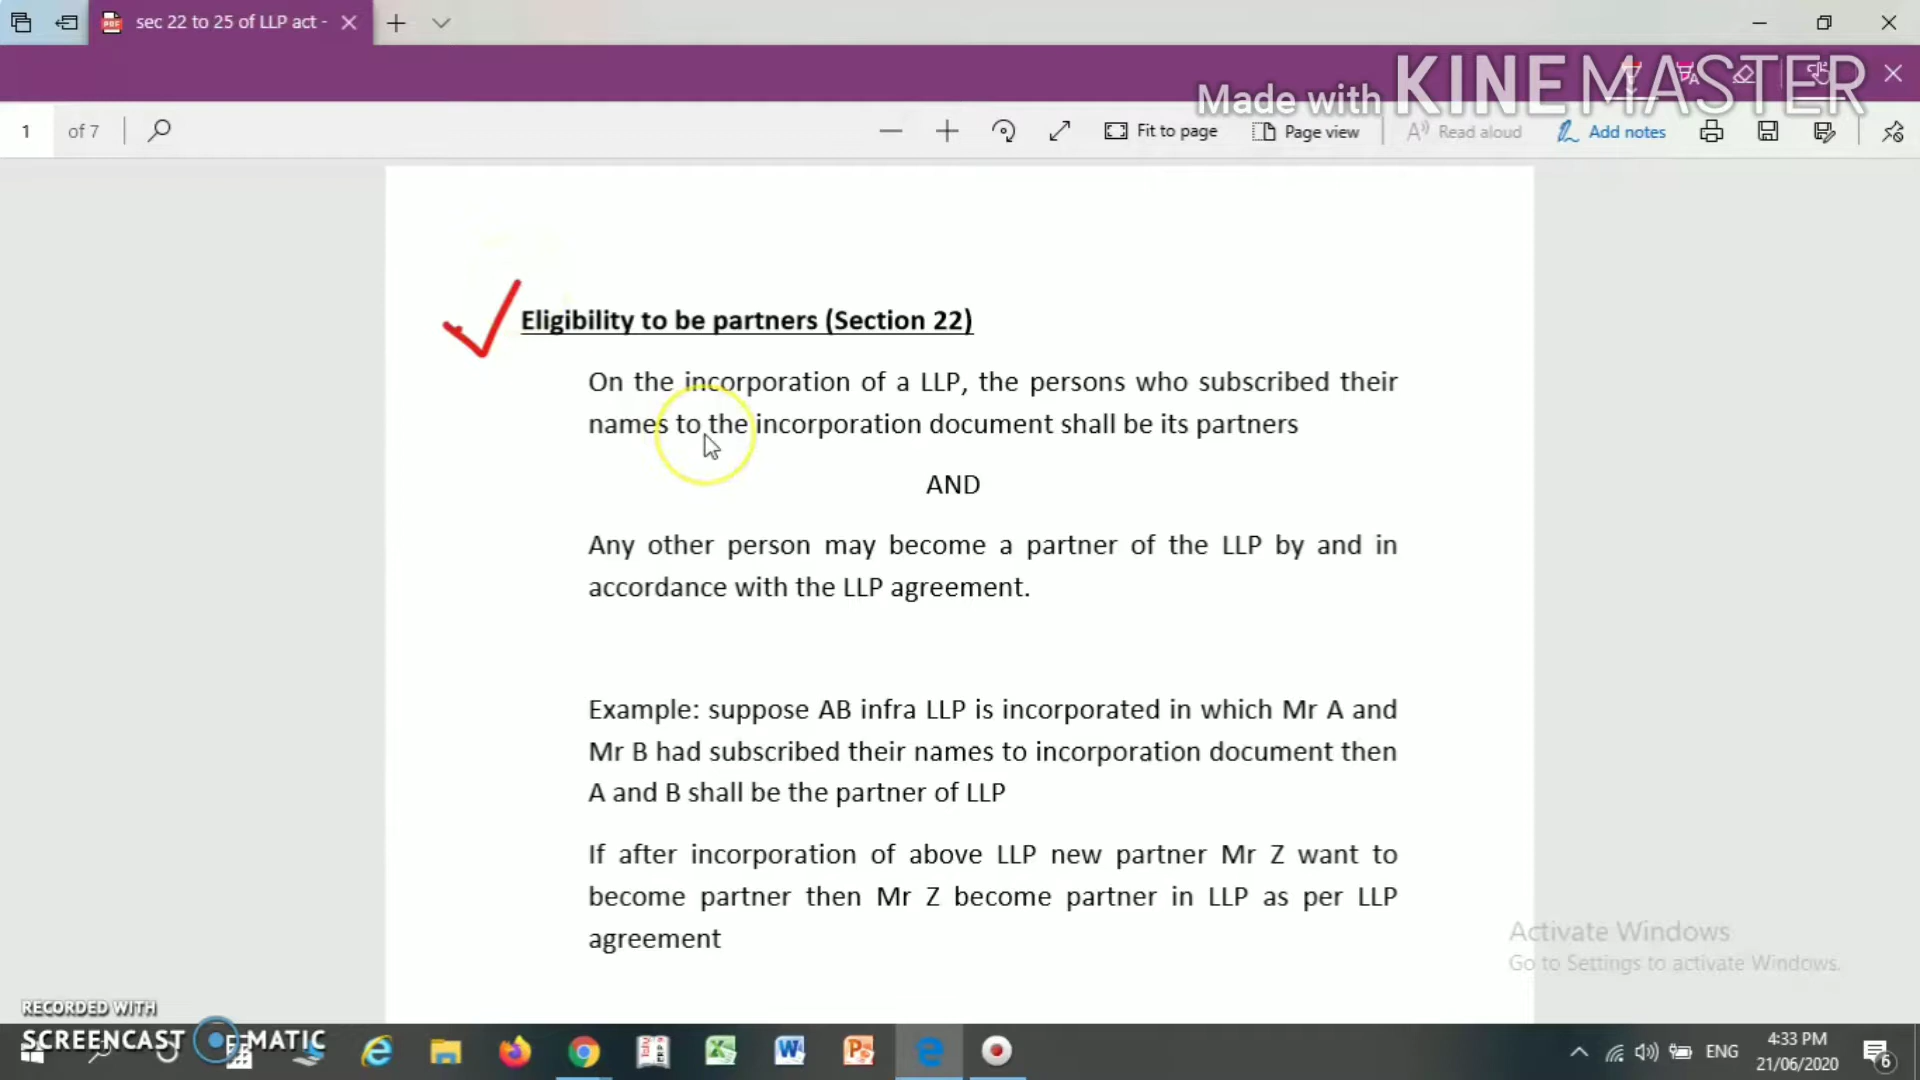 sec 22 to 25 of LLP act -
Made with KINEMASTER
1 of 7
Fit to page
Page view
Read aloud
Add notes
Eligibility to be partners (Section 22)
On the incorporation of a LLP, the persons who subscribed their
names to the incorporation document shall be its partners
AND
Any other person may become a partner of the LLP by and in
accordance with the LLP agreement.
Example: suppose AB infra LLP is incorporated in which Mr A and
Mr B had subscribed their names to incorporation document then
A and B shall be the partner of LLP
If after incorporation of above LLP new partner Mr Z want to
become partner then Mr Z become partner in LLP as per LLP
agreement
Activate Windows
Go to Settings to activate Windows.
RECORDED WITH
SCREENCAST MATIC
ENG
4:33 PM
21/06/2020
6